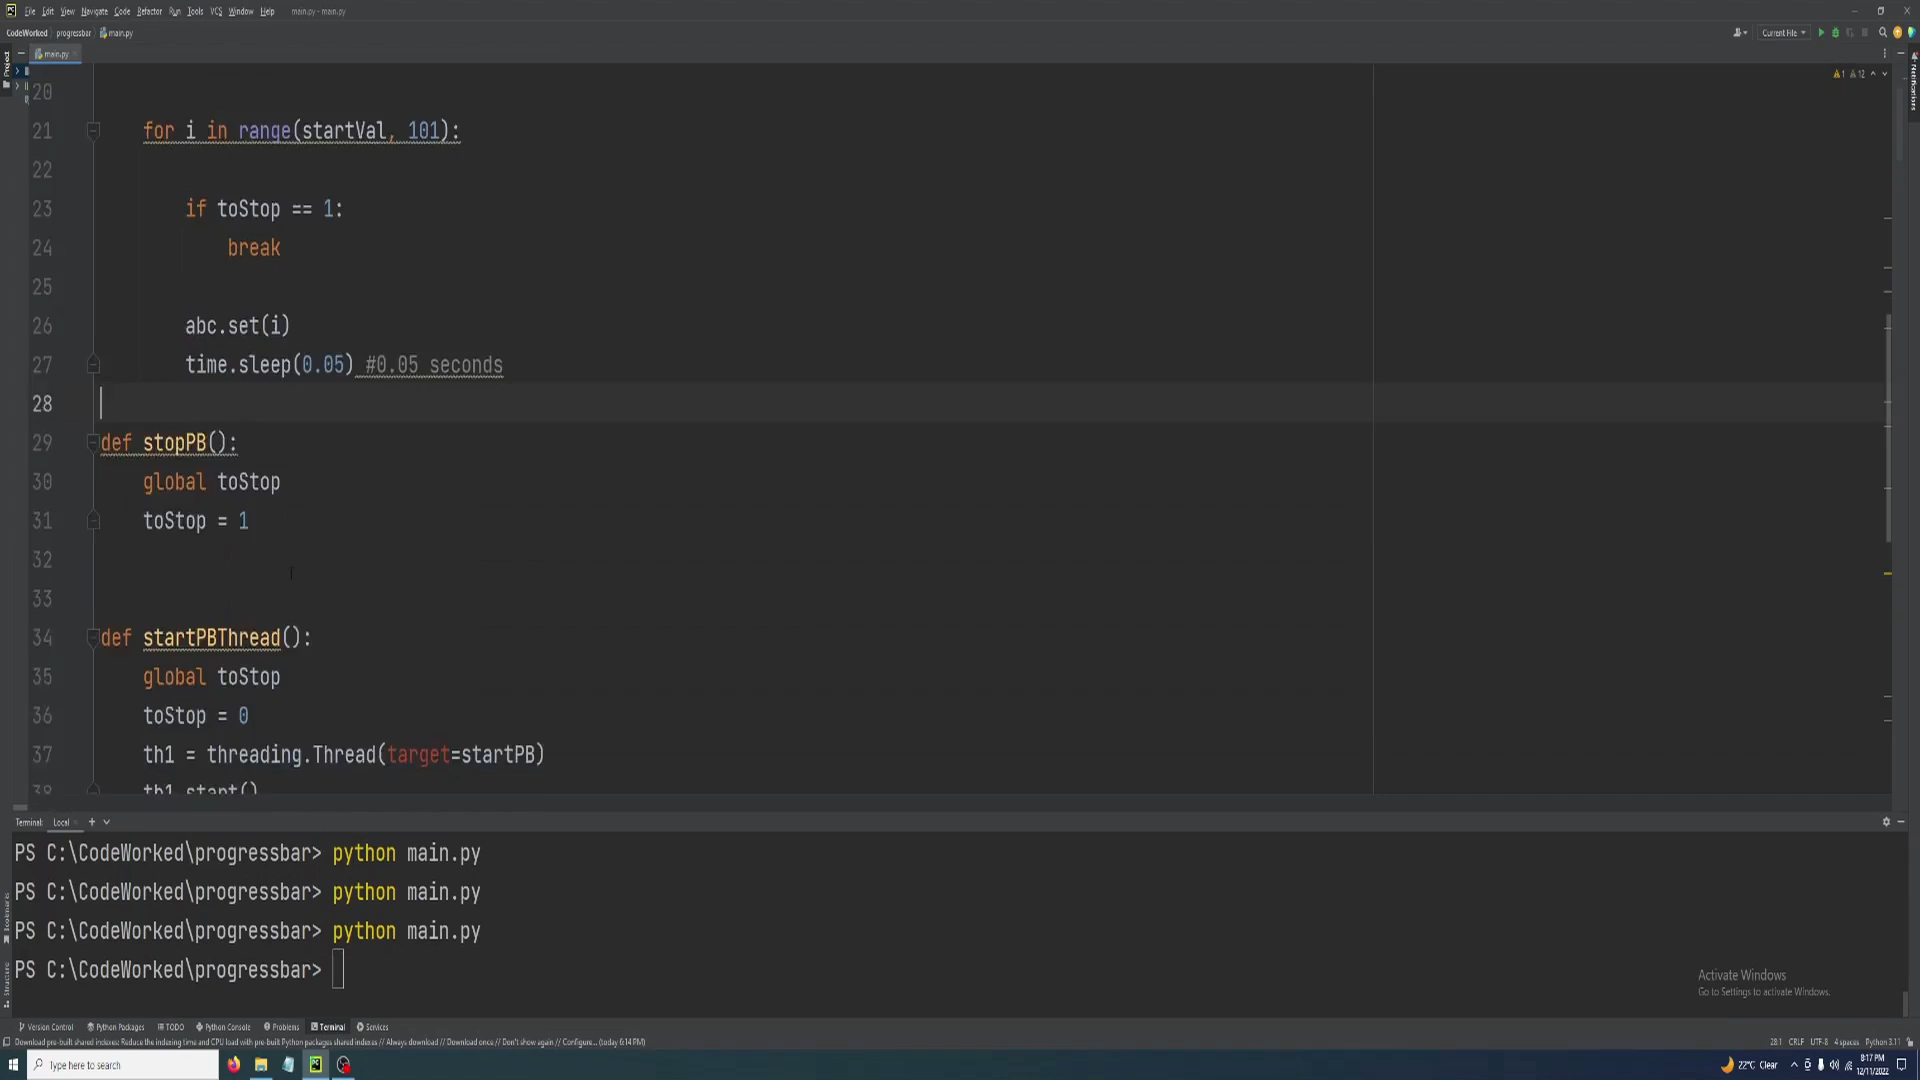 File Edit View Navigate Code Refactor Run Tools VCS Window Help main.py - main.py
CodeWorked progressbar main.py
Current File
Project
main.py
Notifications
1 12
20
21 for i in range(startVal, 101):
22
23 if toStop == 1:
24 break
25
26 abc.set(i)
27 time.sleep(0.05) #0.05 seconds
28
29 def stopPB():
30 global toStop
31 toStop = 1
32
33
34 def startPBThread():
35 global toStop
36 toStop = 0
37 th1 = threading.Thread(target=startPB)
38 th1.start()
Terminal: Local + 
PS C:\CodeWorked\progressbar> python main.py
PS C:\CodeWorked\progressbar> python main.py
PS C:\CodeWorked\progressbar> python main.py
PS C:\CodeWorked\progressbar>
Bookmarks
Structure
Activate Windows
Go to Settings to activate Windows.
Version Control Python Packages TODO Python Console Problems Terminal Services
Download pre-built shared indexes: Reduce the indexing time and CPU load with pre-built Python packages shared indexes // Always download // Download once // Don't show again // Configure... (today 6:14 PM)
28:1 CRLF UTF-8 4 spaces Python 3.11
Type here to search
22°C Clear
8:17 PM
12/11/2022